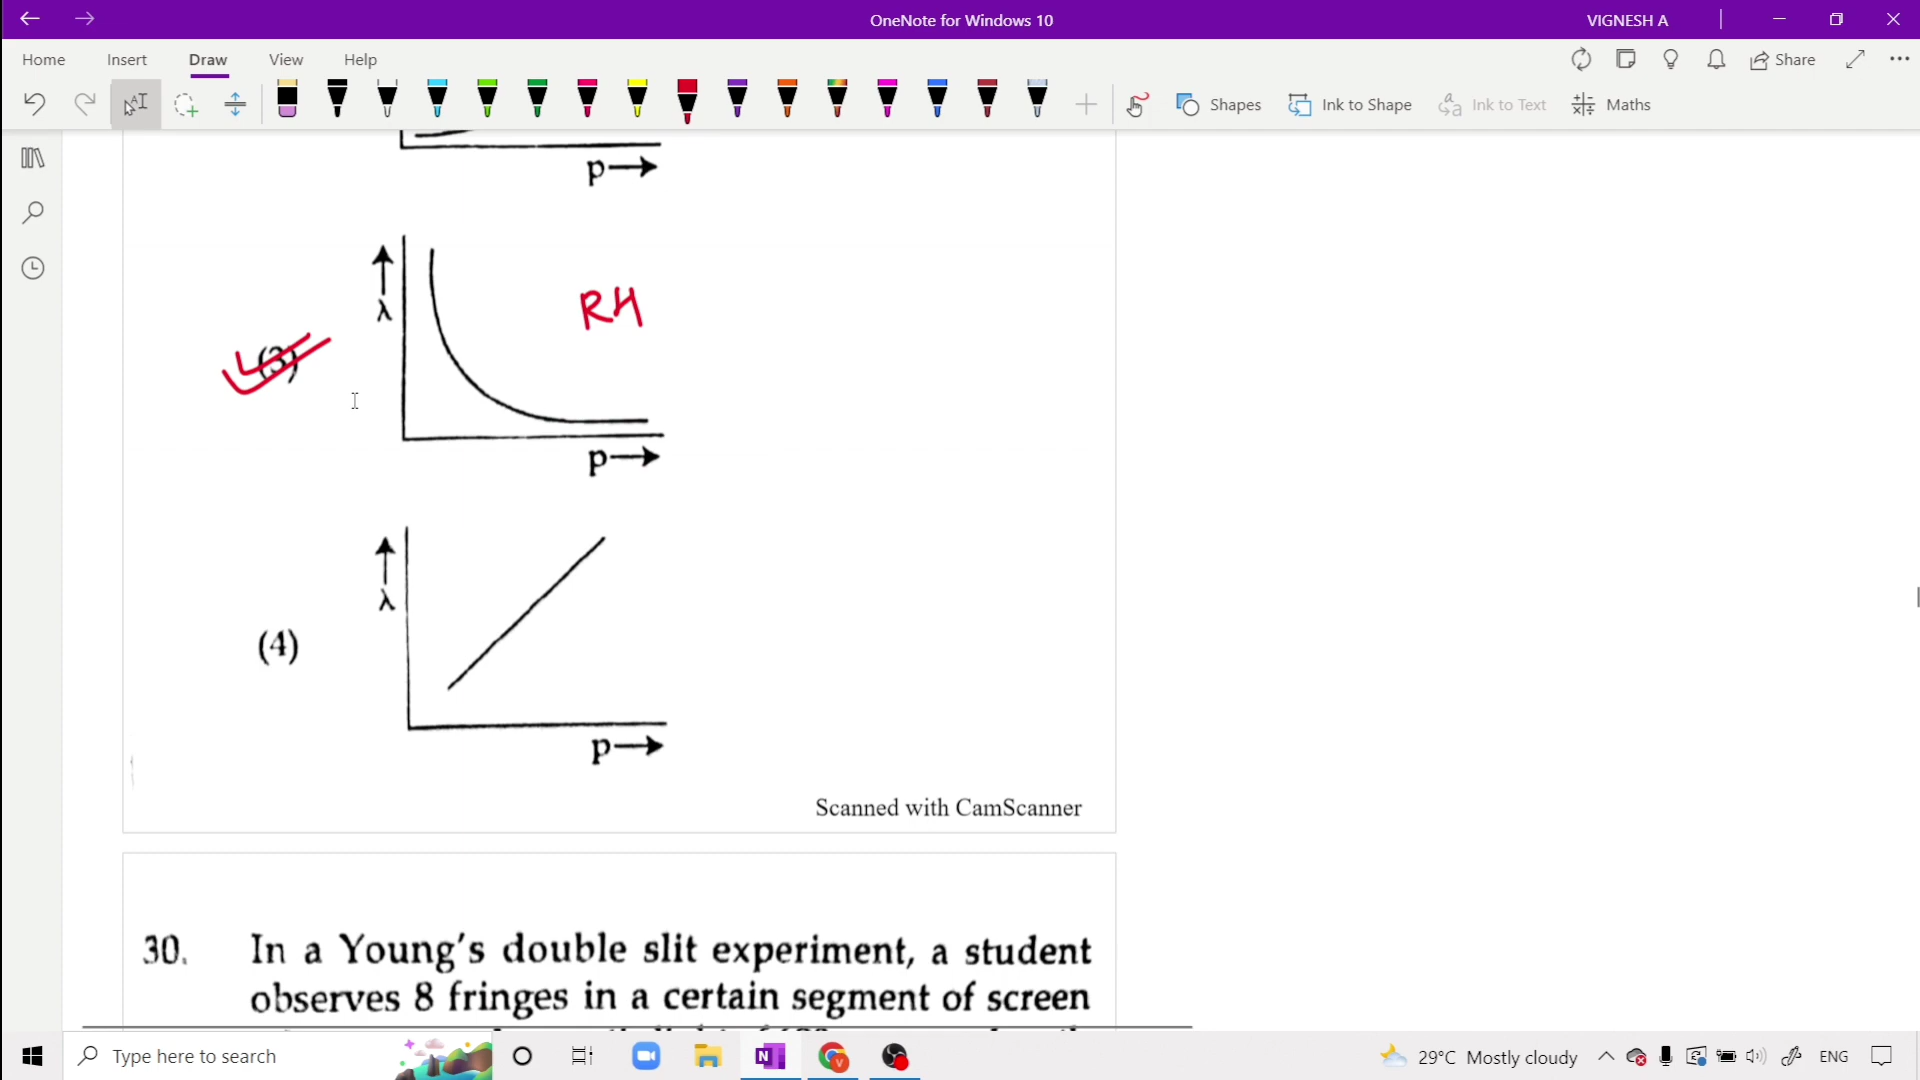 OneNote for Windows 10
VIGNESH A
Home
Insert
Draw
View
Help
Share
Shapes
Ink to Shape
Ink to Text
Maths
p
λ
RH
(3)
p
λ
(4)
p
Scanned with CamScanner
30. In a Young's double slit experiment, a student
observes 8 fringes in a certain segment of screen
Type here to search
29°C Mostly cloudy
ENG